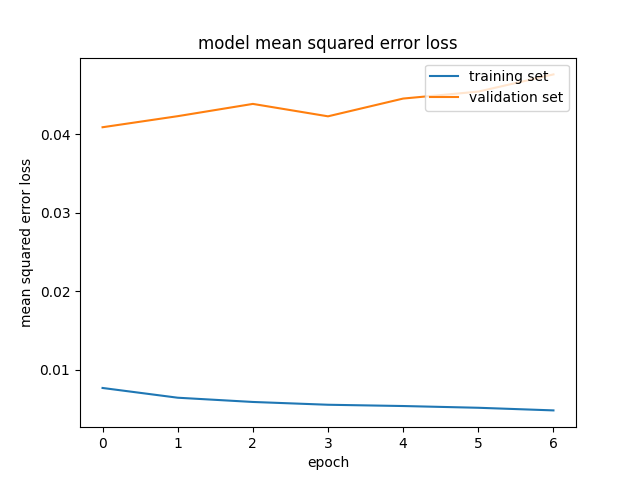 model mean squared error loss
training set
validation set
0.04
0.03
0.02
0.01
mean squared error loss
0 1 2 3 4 5 6
epoch